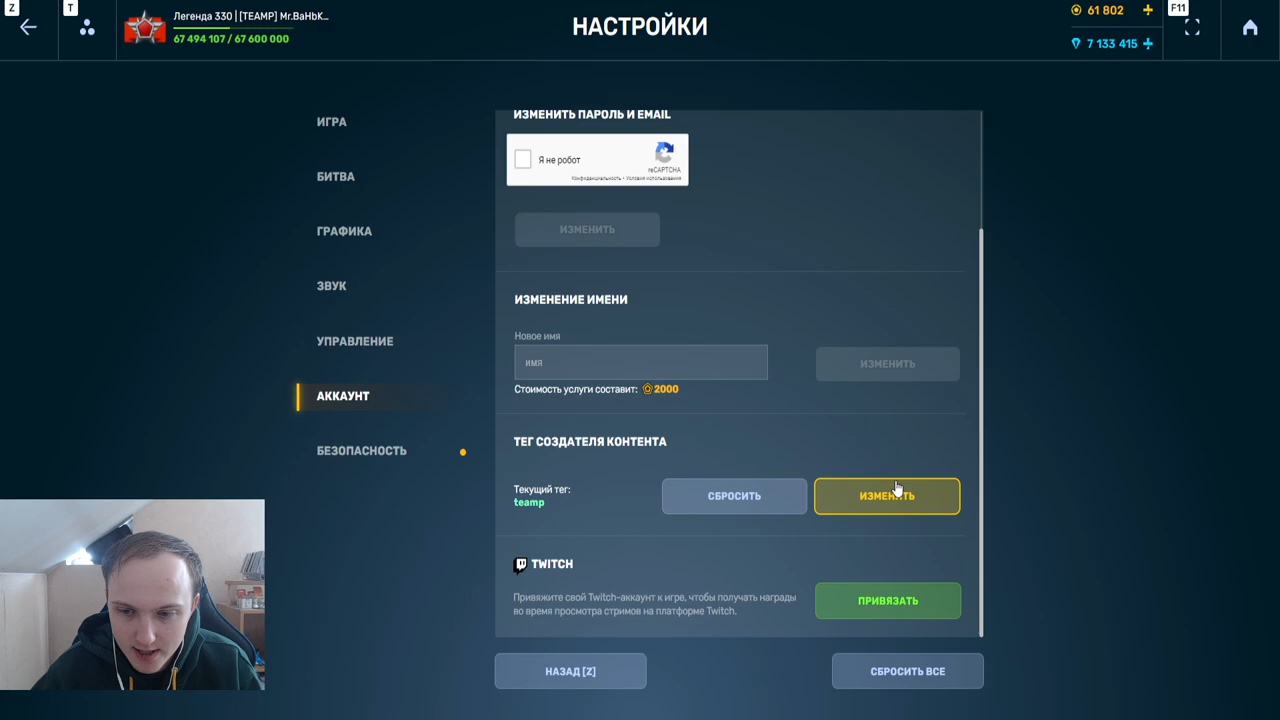 Z
T
Легенда 330 | [TEAMP] Mr.BaHbK...
67 494 107 / 67 600 000
НАСТРОЙКИ
61 802
7 133 415
F11
ИГРА
БИТВА
ГРАФИКА
ЗВУК
УПРАВЛЕНИЕ
АККАУНТ
БЕЗОПАСНОСТЬ
ИЗМЕНИТЬ ПАРОЛЬ И EMAIL
Я не робот
reCAPTCHA
Конфиденциальность • Условия использования
ИЗМЕНИТЬ
ИЗМЕНЕНИЕ ИМЕНИ
Новое имя
имя
ИЗМЕНИТЬ
Стоимость услуги составит: 2000
ТЕГ СОЗДАТЕЛЯ КОНТЕНТА
Текущий тег:
teamp
СБРОСИТЬ
ИЗМЕНИТЬ
TWITCH
Привяжите свой Twitch-аккаунт к игре, чтобы получать награды
во время просмотра стримов на платформе Twitch.
ПРИВЯЗАТЬ
НАЗАД [Z]
СБРОСИТЬ ВСЕ